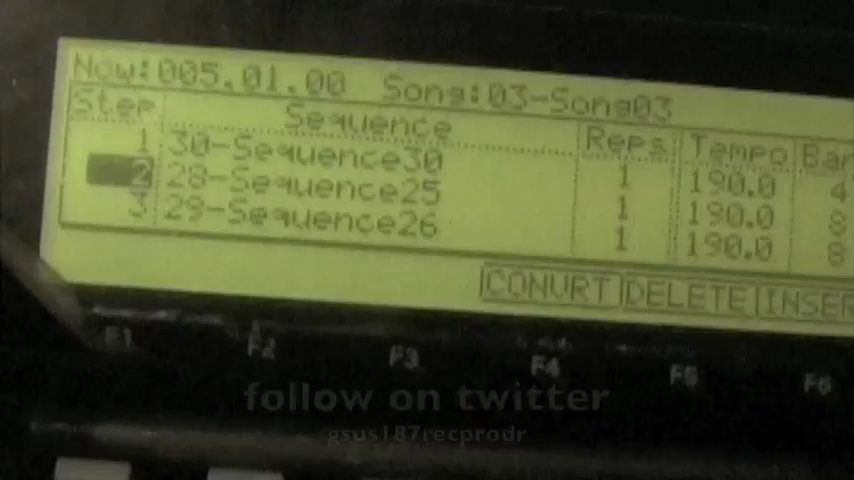 Now:005.01.00 Song:03-Song03
Step Sequence Reps Tempo Bar
1 30-Sequence30 1 190.0 4
2 28-Sequence25 1 190.0 8
3 29-Sequence26 1 190.0 8
CONVRT DELETE INSER
F1 F2 F3 F4 F5 F6
follow on twitter
gsus187recprodr